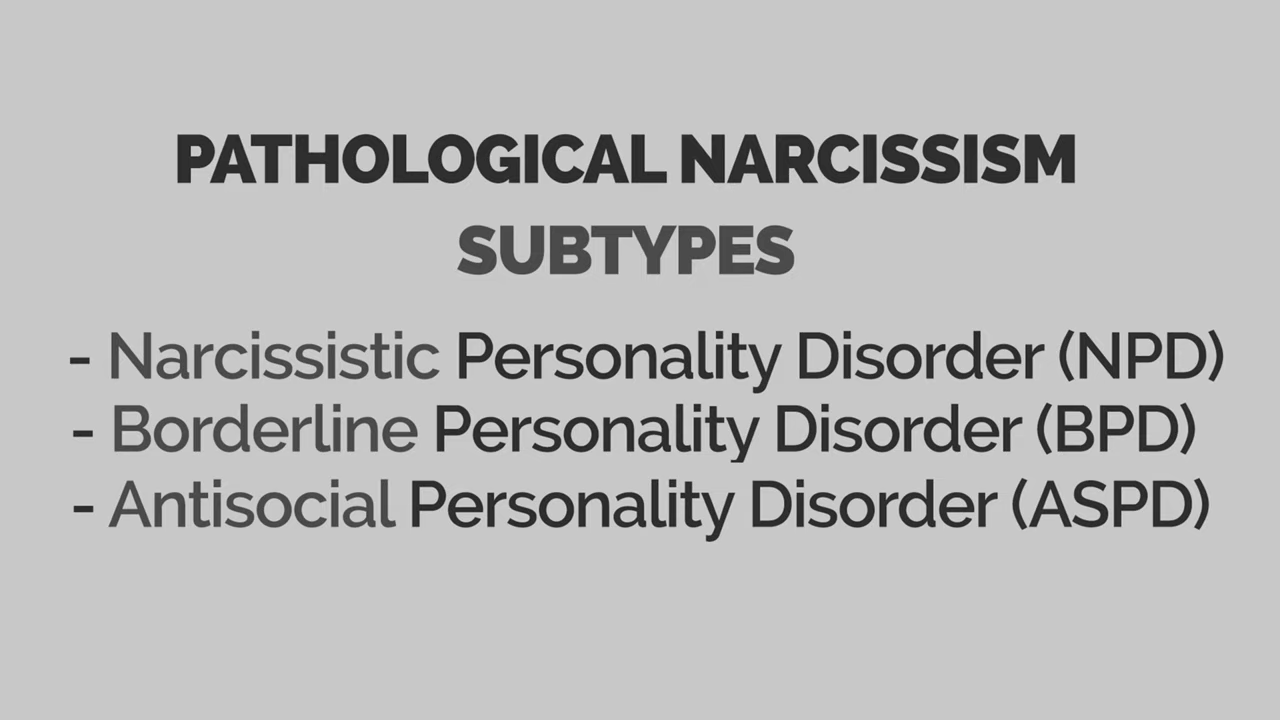 PATHOLOGICAL NARCISSISM
SUBTYPES
- Narcissistic Personality Disorder (NPD)
- Borderline Personality Disorder (BPD)
- Antisocial Personality Disorder (ASPD)